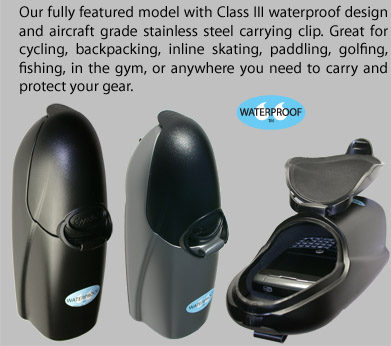 Our fully featured model with Class III waterproof design
and aircraft grade stainless steel carrying clip. Great for
cycling, backpacking, inline skating, paddling, golfing,
fishing, in the gym, or anywhere you need to carry and
protect your gear.
WATERPROOF
TM
WATERPROOF
WATERPROOF